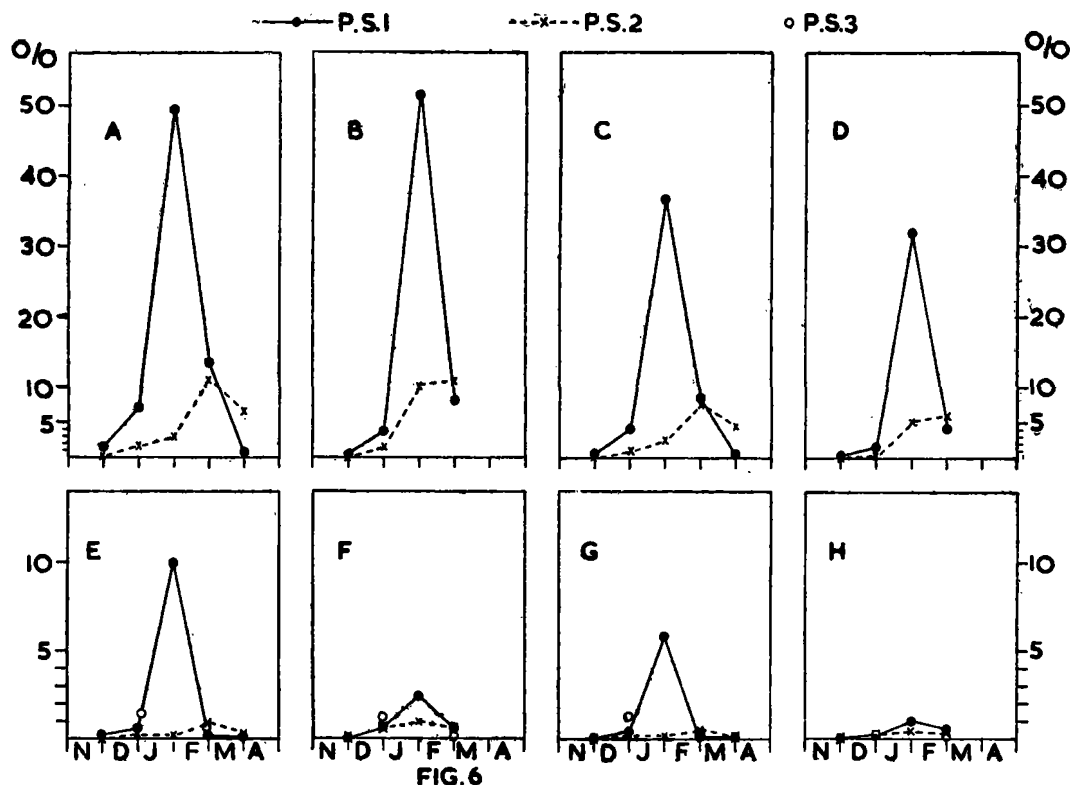 P.S.1 P.S.2 P.S.3
O/O O/O
A B C D
50 50
40 40
30 30
20 20
10 10
5 5
E F G H
10 10
5 5
N D J F M A N D J F M A N D J F M A N D J F M A
FIG.6